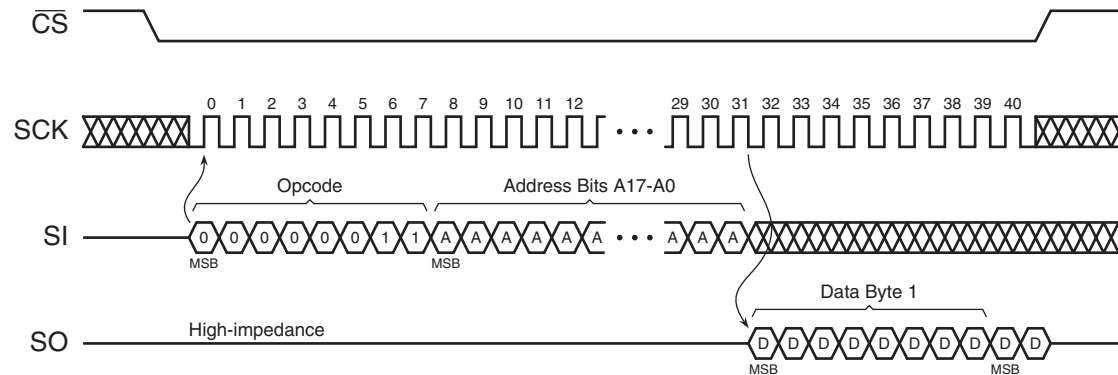 CS
0 1 2 3 4 5 6 7 8 9 10 11 12 29 30 31 32 33 34 35 36 37 38 39 40
SCK
Opcode Address Bits A17-A0
SI 0 0 0 0 0 0 1 1 A A A A A A A A A
MSB MSB
Data Byte 1
High-impedance
SO D D D D D D D D D D
MSB MSB